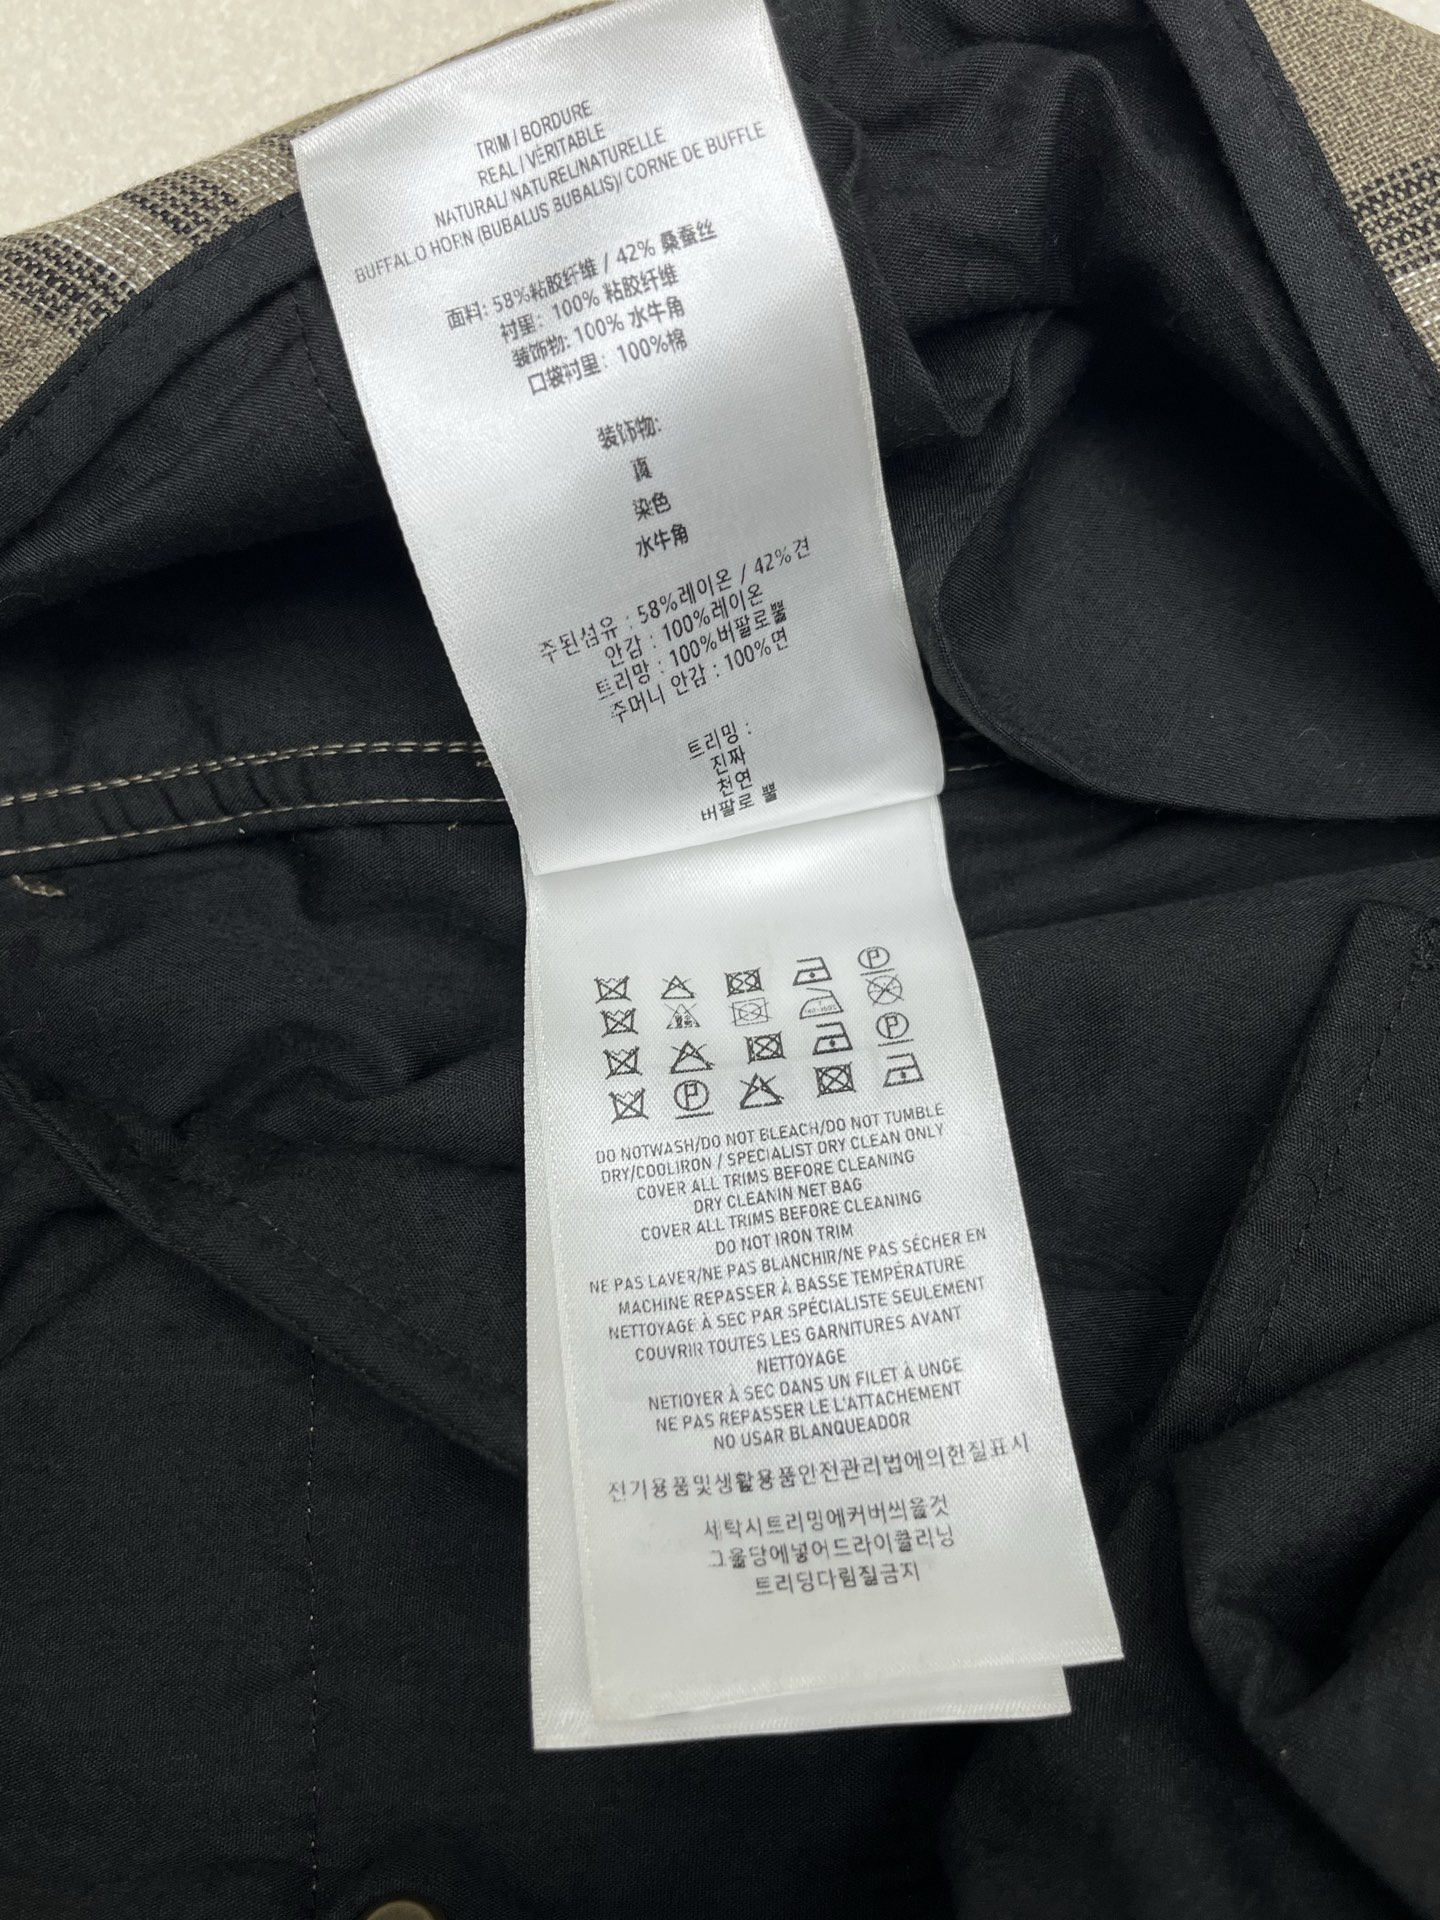 TRIM / BORDURE
REAL / VÉRITABLE
NATURAL/ NATUREL/NATURELLE
BUFFALO HORN (BUBALUS BUBALIS)/ CORNE DE BUFFLE
面料: 58%粘胶纤维 / 42% 桑蚕丝
衬里: 100% 粘胶纤维
装饰物: 100% 水牛角
口袋衬里: 100%棉
装饰物:
真
染色
水牛角
주된섬유 : 58%레이온 / 42%견
안감 : 100%레이온
트리망 : 100%버팔로뿔
주머니 안감 : 100%면
트리밍 :
진짜
천연
버팔로 뿔
DO NOTWASH/DO NOT BLEACH/DO NOT TUMBLE
DRY/COOLIRON / SPECIALIST DRY CLEAN ONLY
COVER ALL TRIMS BEFORE CLEANING
DRY CLEANIN NET BAG
COVER ALL TRIMS BEFORE CLEANING
DO NOT IRON TRIM
NE PAS LAVER/NE PAS BLANCHIR/NE PAS SÉCHER EN
MACHINE REPASSER À BASSE TEMPÉRATURE
NETTOYAGE À SEC PAR SPÉCIALISTE SEULEMENT
COUVRIR TOUTES LES GARNITURES AVANT
NETTOYAGE
NETIOYER À SEC DANS UN FILET À UNGE
NE PAS REPASSER LE L'ATTACHEMENT
NO USAR BLANQUEADOR
전기용품및생활용품안전관리법에의한질표시
세탁시트리밍에커버씌울것
그울당에넣어드라이클리닝
트리딩다림질금지